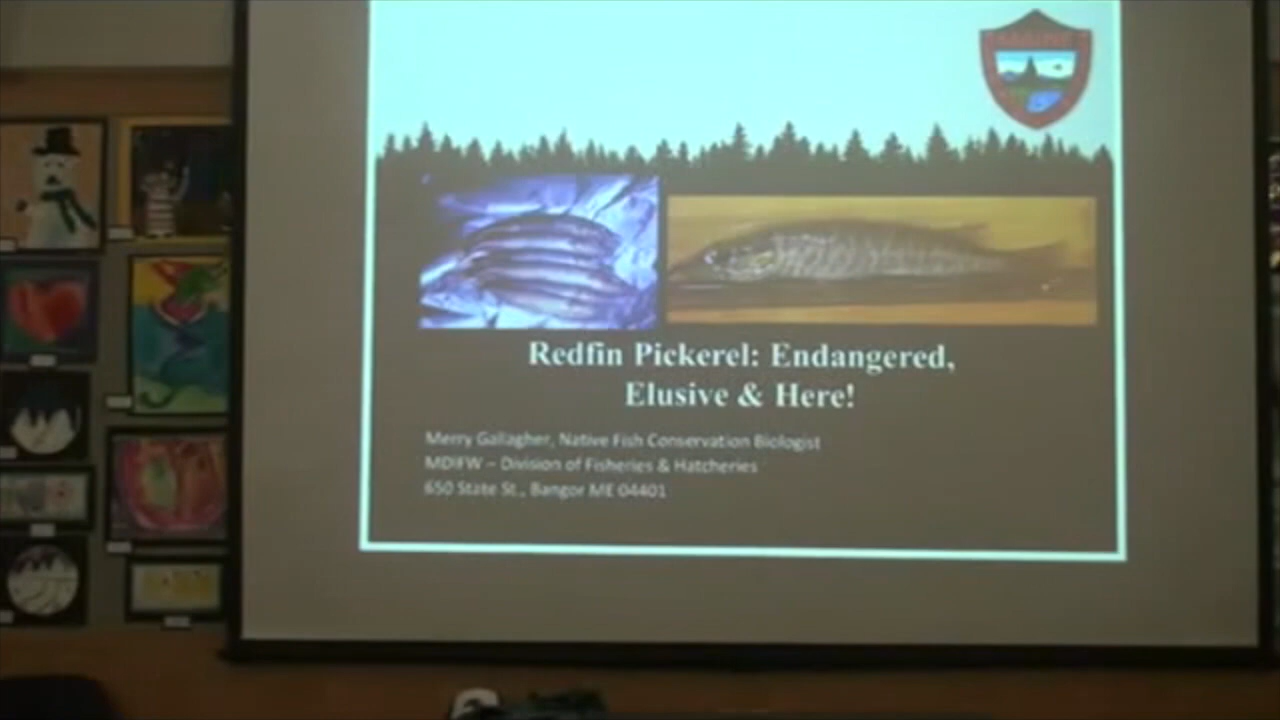 Redfin Pickerel: Endangered,
Elusive & Here!
Merry Gallagher, Native Fish Conservation Biologist
MDIFW – Division of Fisheries & Hatcheries
650 State St., Bangor ME 04401